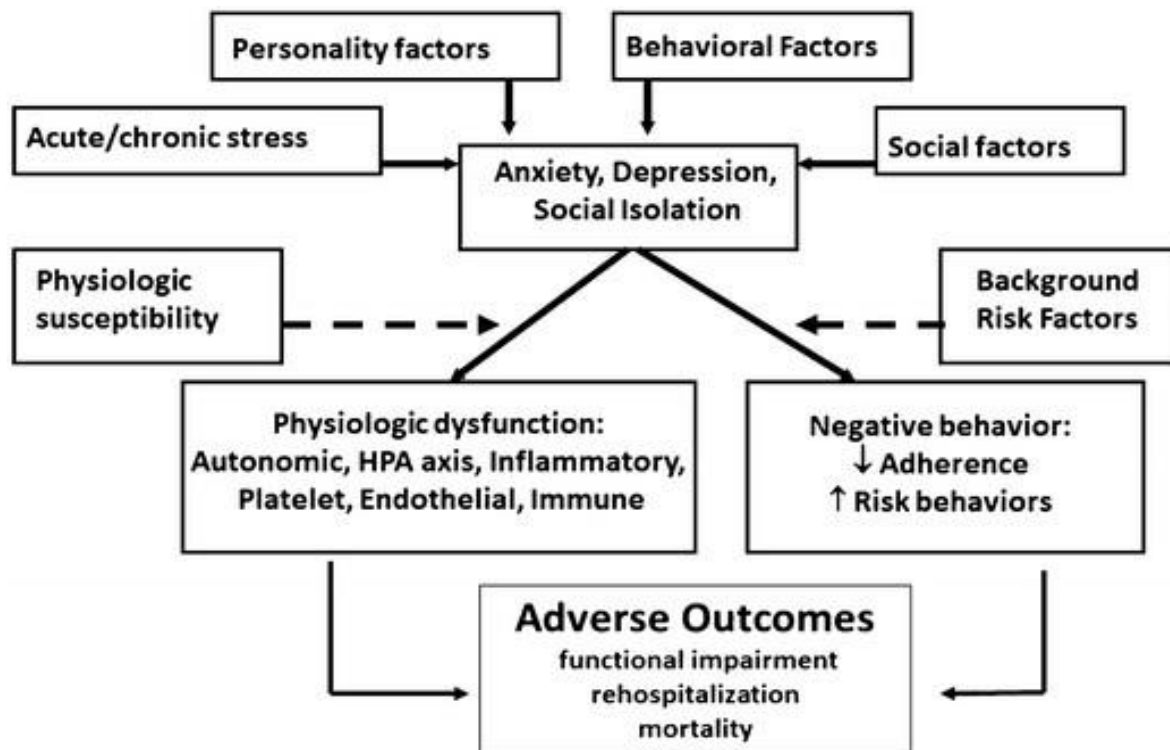 Personality factors
Behavioral Factors
Acute/chronic stress
Social factors
Anxiety, Depression,
Social Isolation
Physiologic
susceptibility
Background
Risk Factors
Physiologic dysfunction:
Autonomic, HPA axis, Inflammatory,
Platelet, Endothelial, Immune
Negative behavior:
↓ Adherence
↑ Risk behaviors
Adverse Outcomes
functional impairment
rehospitalization
mortality